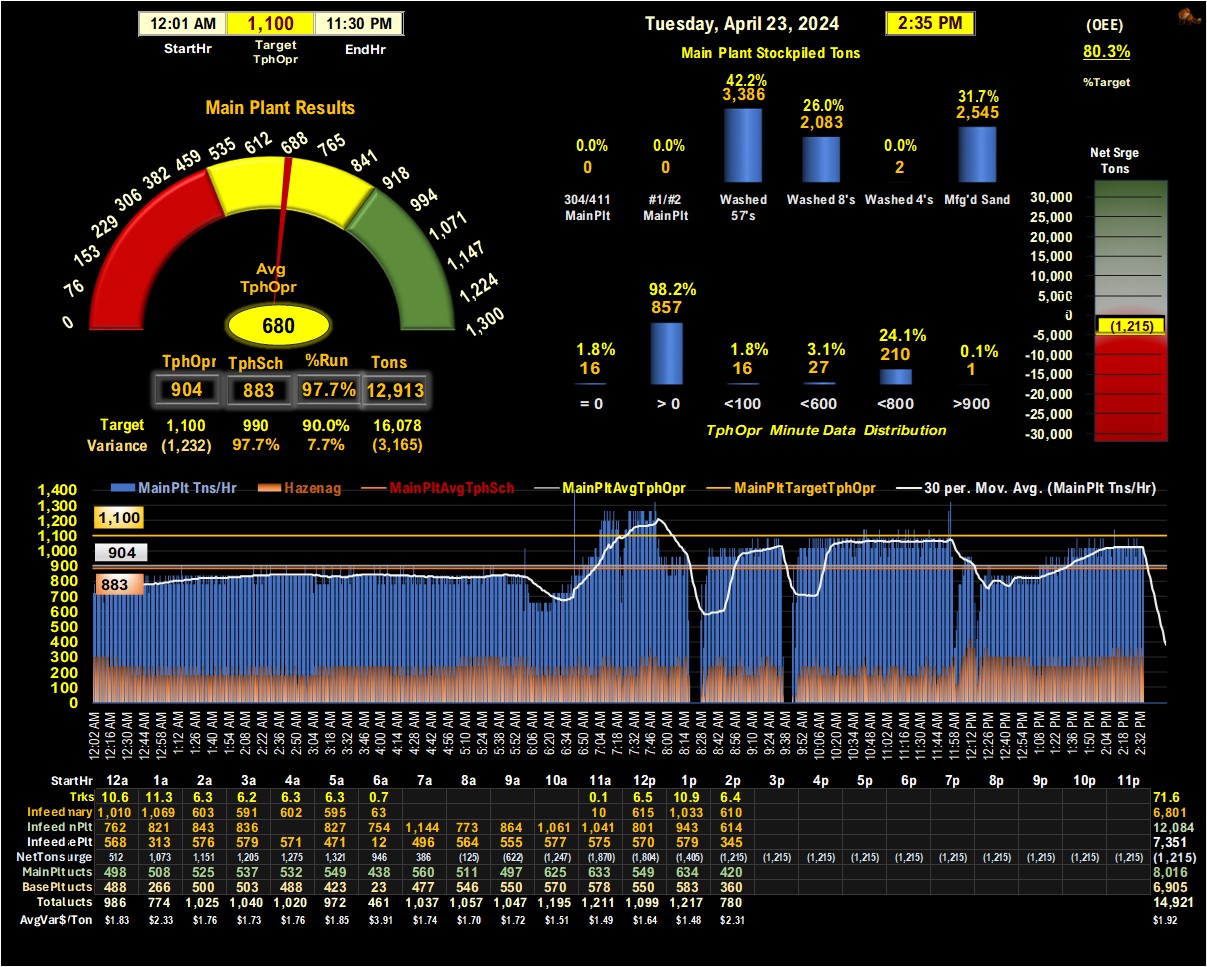 12:01 AM 1,100 11:30 PM
StartHr Target TphOpr EndHr
Tuesday, April 23, 2024 2:35 PM
(OEE)
80.3%
%Target
Main Plant Stockpiled Tons
42.2% 26.0% 31.7%
3,386 2,083 2,545
0.0% 0.0% 0.0%
0 0 2
304/411 MainPlt #1/#2 MainPlt Washed 57's Washed 8's Washed 4's Mfg'd Sand
Main Plant Results
0 76 153 229 306 382 459 535 612 688 765 841 918 994 1,071 1,147 1,224 1,300
Avg
TphOpr
680
TphOpr TphSch %Run Tons
904 883 97.7% 12,913
Target 1,100 990 90.0% 16,078
Variance (1,232) 97.7% 7.7% (3,165)
1.8% 98.2% 1.8% 3.1% 24.1% 0.1%
16 857 16 27 210 1
= 0 > 0 <100 <600 <800 >900
TphOpr Minute Data Distribution
Net Srge
Tons
30,000
25,000
20,000
15,000
10,000
5,000
0
(1,215)
-5,000
-10,000
-15,000
-20,000
-25,000
-30,000
MainPlt Tns/Hr Hazenag MainPltAvgTphSch MainPltAvgTphOpr MainPltTargetTphOpr 30 per. Mov. Avg. (MainPlt Tns/Hr)
1,400
1,300
1,200
1,100
1,000
900
800
700
600
500
400
300
200
100
0
1,100
904
883
12:02 AM 12:16 AM 12:30 AM 12:44 AM 12:58 AM 1:12 AM 1:26 AM 1:40 AM 1:54 AM 2:08 AM 2:22 AM 2:36 AM 2:50 AM 3:04 AM 3:18 AM 3:32 AM 3:46 AM 4:00 AM 4:14 AM 4:28 AM 4:42 AM 4:56 AM 5:10 AM 5:24 AM 5:38 AM 5:52 AM 6:06 AM 6:20 AM 6:34 AM 6:50 AM 7:04 AM 7:18 AM 7:32 AM 7:46 AM 8:00 AM 8:14 AM 8:28 AM 8:42 AM 8:56 AM 9:10 AM 9:24 AM 9:38 AM 9:52 AM 10:06 AM 10:20 AM 10:34 AM 10:48 AM 11:02 AM 11:16 AM 11:30 AM 11:44 AM 11:58 AM 12:12 PM 12:26 PM 12:40 PM 12:54 PM 1:08 PM 1:22 PM 1:36 PM 1:50 PM 2:04 PM 2:18 PM 2:32 PM
StartHr 12a 1a 2a 3a 4a 5a 6a 7a 8a 9a 10a 11a 12p 1p 2p 3p 4p 5p 6p 7p 8p 9p 10p 11p
Trks 10.6 11.3 6.3 6.2 6.3 6.3 0.7 0.1 6.5 10.9 6.4 71.6
Infeed mary 1,010 1,069 603 591 602 595 63 10 615 1,033 610 6,801
Infeed nPlt 762 821 843 836 827 754 1,144 773 864 1,061 1,041 801 943 614 12,084
Infeed ePlt 568 313 576 579 571 471 12 496 564 555 577 575 570 579 345 7,351
NetTons urge 512 1,073 1,151 1,205 1,275 1,321 946 386 (125) (622) (1,247) (1,870) (1,804) (1,405) (1,215) (1,215) (1,215) (1,215) (1,215) (1,215) (1,215) (1,215) (1,215) (1,215) (1,215)
MainPlt ucts 498 508 525 537 532 549 438 560 511 497 625 633 549 634 420 8,016
BasePlt ucts 488 266 500 503 488 423 23 477 546 550 570 578 550 583 360 6,905
Total ucts 986 774 1,025 1,040 1,020 972 461 1,037 1,057 1,047 1,195 1,211 1,099 1,217 780 14,921
AvgVar$/Ton $1.83 $2.33 $1.76 $1.73 $1.76 $1.85 $3.91 $1.74 $1.70 $1.72 $1.51 $1.49 $1.64 $1.48 $2.31 $1.92